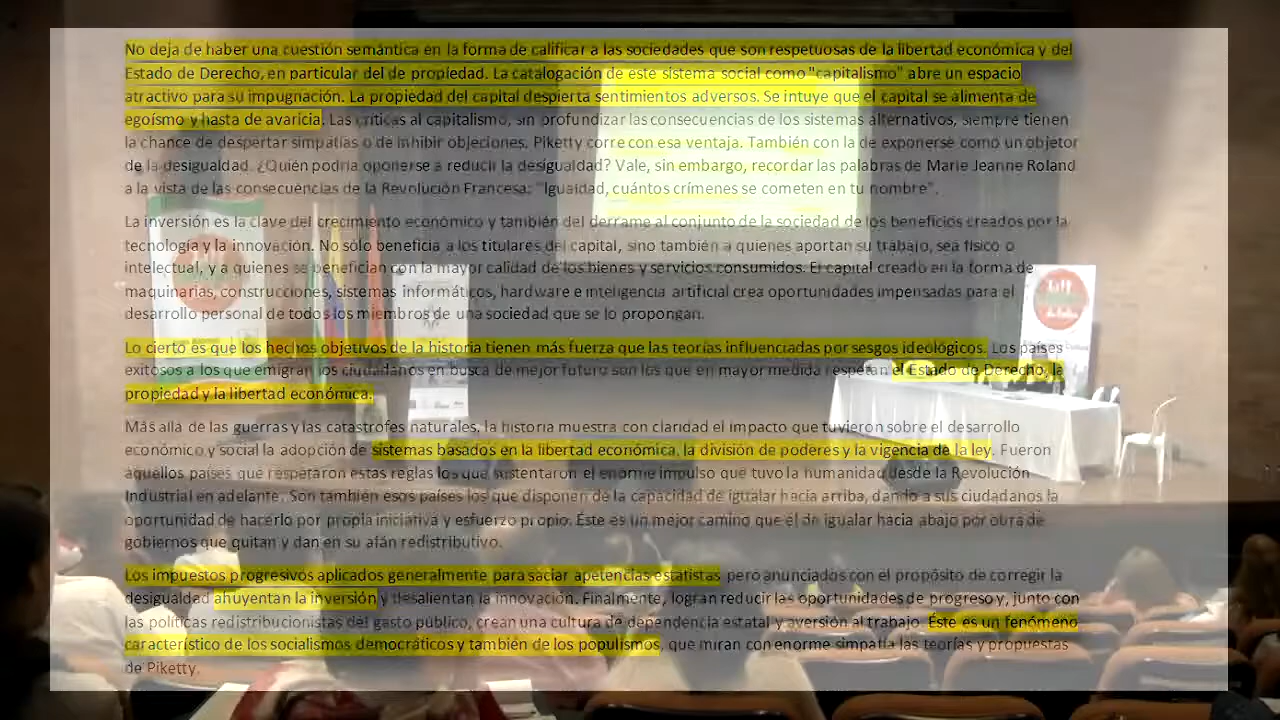 No deja de haber una cuestión semántica en la forma de calificar a las sociedades que son respetuosas de la libertad económica y del
Estado de Derecho, en particular del de propiedad. La catalogación de este sistema social como "capitalismo" abre un espacio
atractivo para su impugnación. La propiedad del capital despierta sentimientos adversos. Se intuye que el capital se alimenta de
egoísmo y hasta de avaricia. Las críticas al capitalismo, sin profundizar las consecuencias de los sistemas alternativos, siempre tienen
la chance de despertar simpatías o de inhibir objeciones. Piketty corre con esa ventaja. También con la de exponerse como un objetor
de la desigualdad. ¿Quién podría oponerse a reducir la desigualdad? Vale, sin embargo, recordar las palabras de Marie Jeanne Roland
a la vista de las consecuencias de la Revolución Francesa: "Igualdad, cuántos crímenes se cometen en tu nombre".
La inversión es la clave del crecimiento económico y también del derrame al conjunto de la sociedad de los beneficios creados por la
tecnología y la innovación. No sólo beneficia a los titulares del capital, sino también a quienes aportan su trabajo, sea físico o
intelectual, y a quienes se benefician con la mayor calidad de los bienes y servicios consumidos. El capital creado en la forma de
maquinarias, construcciones, sistemas informáticos, hardware e inteligencia artificial crea oportunidades impensadas para el
desarrollo personal de todos los miembros de una sociedad que se lo propongan.
Lo cierto es que los hechos objetivos de la historia tienen más fuerza que las teorías influenciadas por sesgos ideológicos. Los países
exitosos a los que emigran los ciudadanos en busca de mejor futuro son los que en mayor medida respetan el Estado de Derecho, la
propiedad y la libertad económica.
Más allá de las guerras y las catástrofes naturales, la historia muestra con claridad el impacto que tuvieron sobre el desarrollo
económico y social la adopción de sistemas basados en la libertad económica, la división de poderes y la vigencia de la ley. Fueron
aquellos países que respetaron estas reglas los que sustentaron el enorme impulso que tuvo la humanidad desde la Revolución
Industrial en adelante. Son también esos países los que disponen de la capacidad de igualar hacia arriba, dando a sus ciudadanos la
oportunidad de hacerlo por propia iniciativa y esfuerzo propio. Éste es un mejor camino que el de igualar hacia abajo por obra de
gobiernos que quitan y dan en su afán redistributivo.
Los impuestos progresivos aplicados generalmente para saciar apetencias estatistas pero anunciados con el propósito de corregir la
desigualdad ahuyentan la inversión y desalientan la innovación. Finalmente, logran reducir las oportunidades de progreso y, junto con
las políticas redistribucionistas del gasto público, crean una cultura de dependencia estatal y aversión al trabajo. Éste es un fenómeno
característico de los socialismos democráticos y también de los populismos, que miran con enorme simpatía las teorías y propuestas
de Piketty.